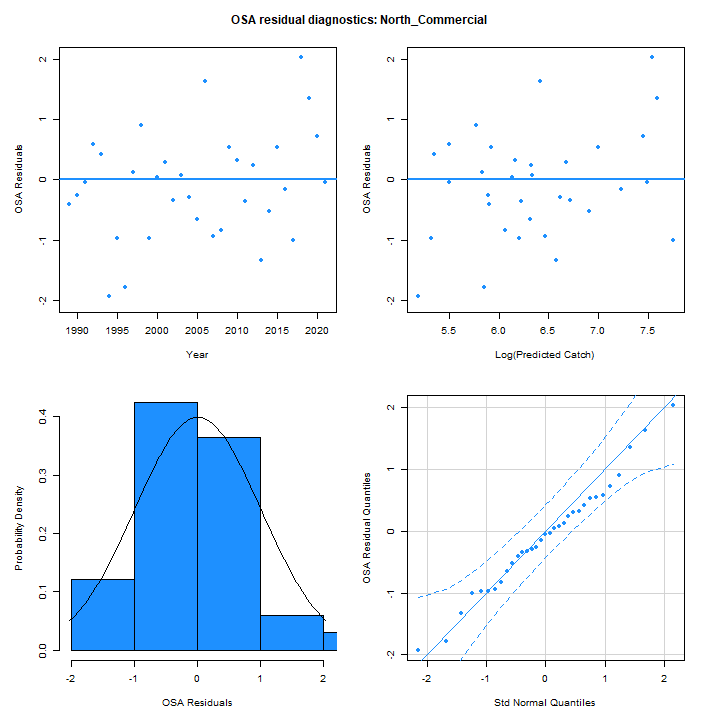 OSA residual diagnostics: North_Commercial
OSA Residuals
2
1
0
-1
-2
1990 1995 2000 2005 2010 2015 2020
Year
OSA Residuals
2
1
0
-1
-2
5.5 6.0 6.5 7.0 7.5
Log(Predicted Catch)
Probability Density
0.4
0.3
0.2
0.1
0.0
-2 -1 0 1 2
OSA Residuals
OSA Residual Quantiles
2
1
0
-1
-2
-2 -1 0 1 2
Std Normal Quantiles